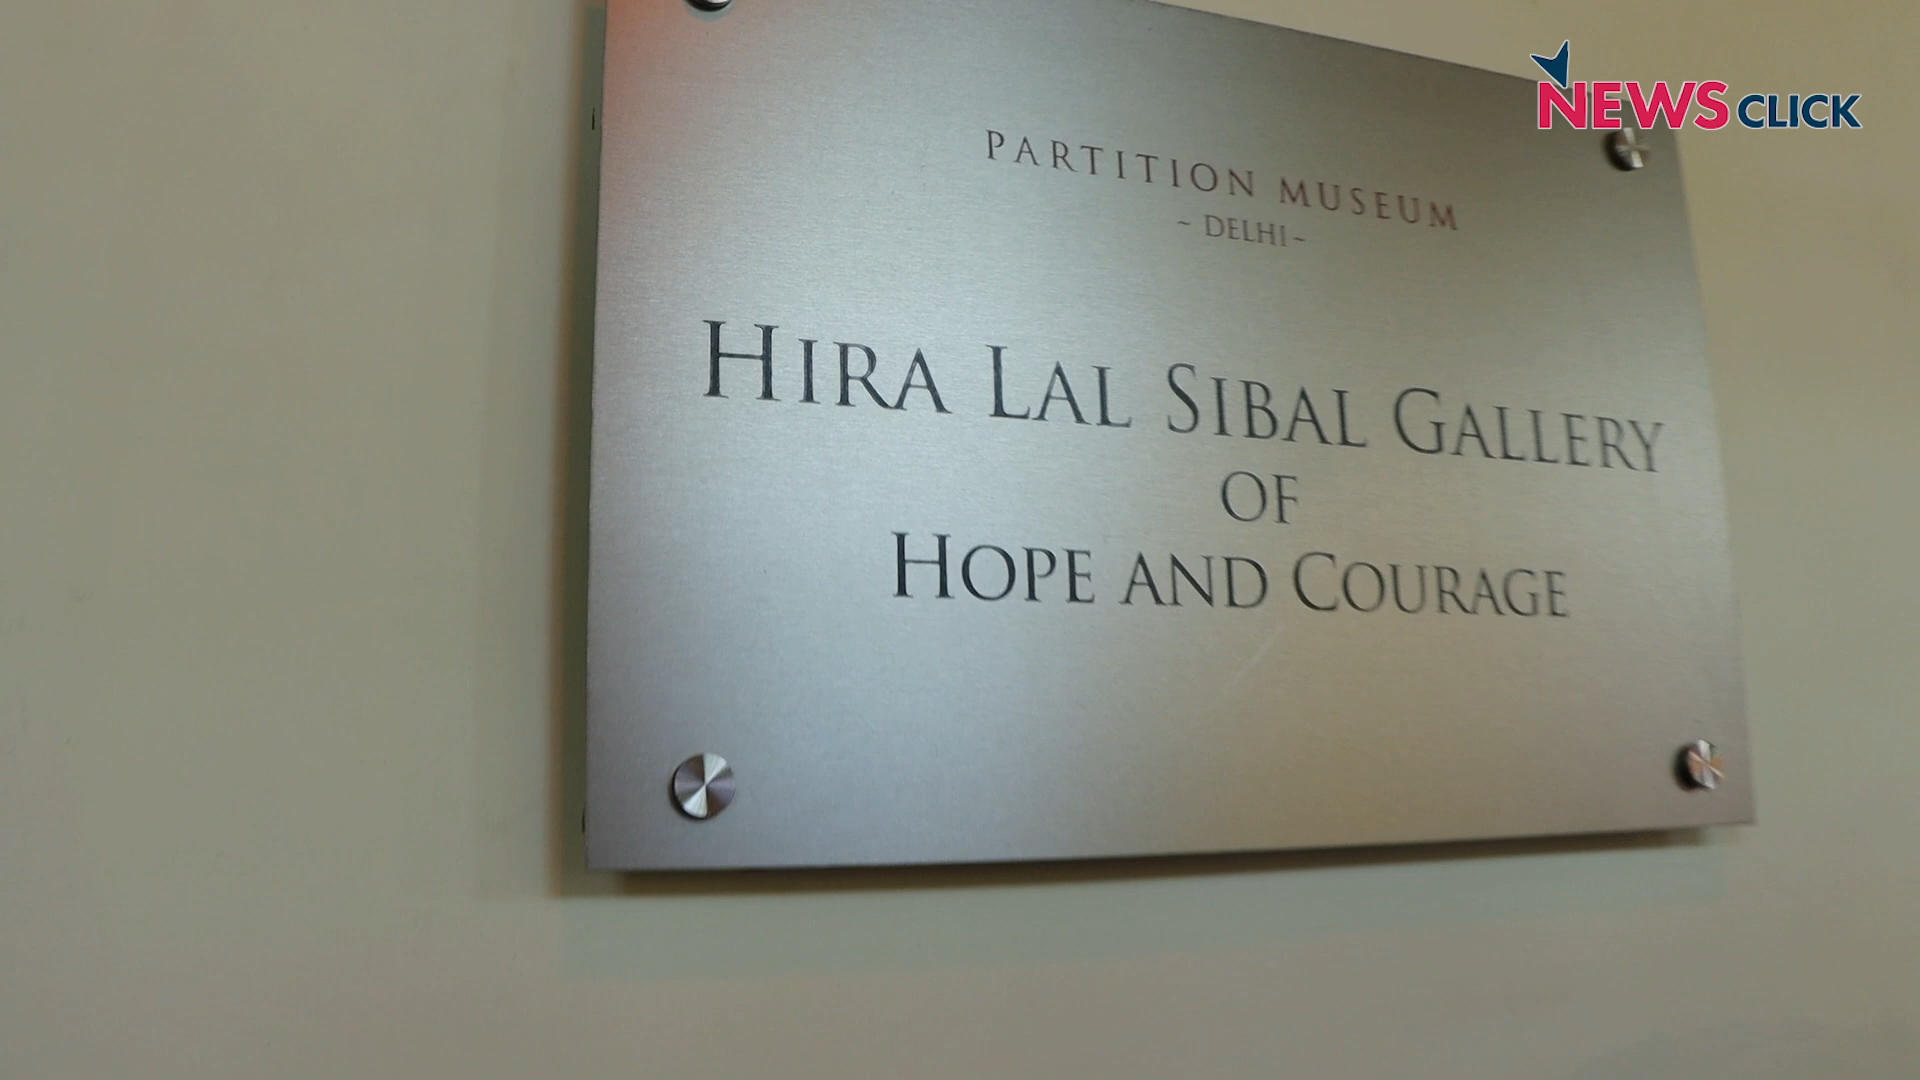 NEWSCLICK
PARTITION MUSEUM
~ DELHI ~
HIRA LAL SIBAL GALLERY
OF
HOPE AND COURAGE